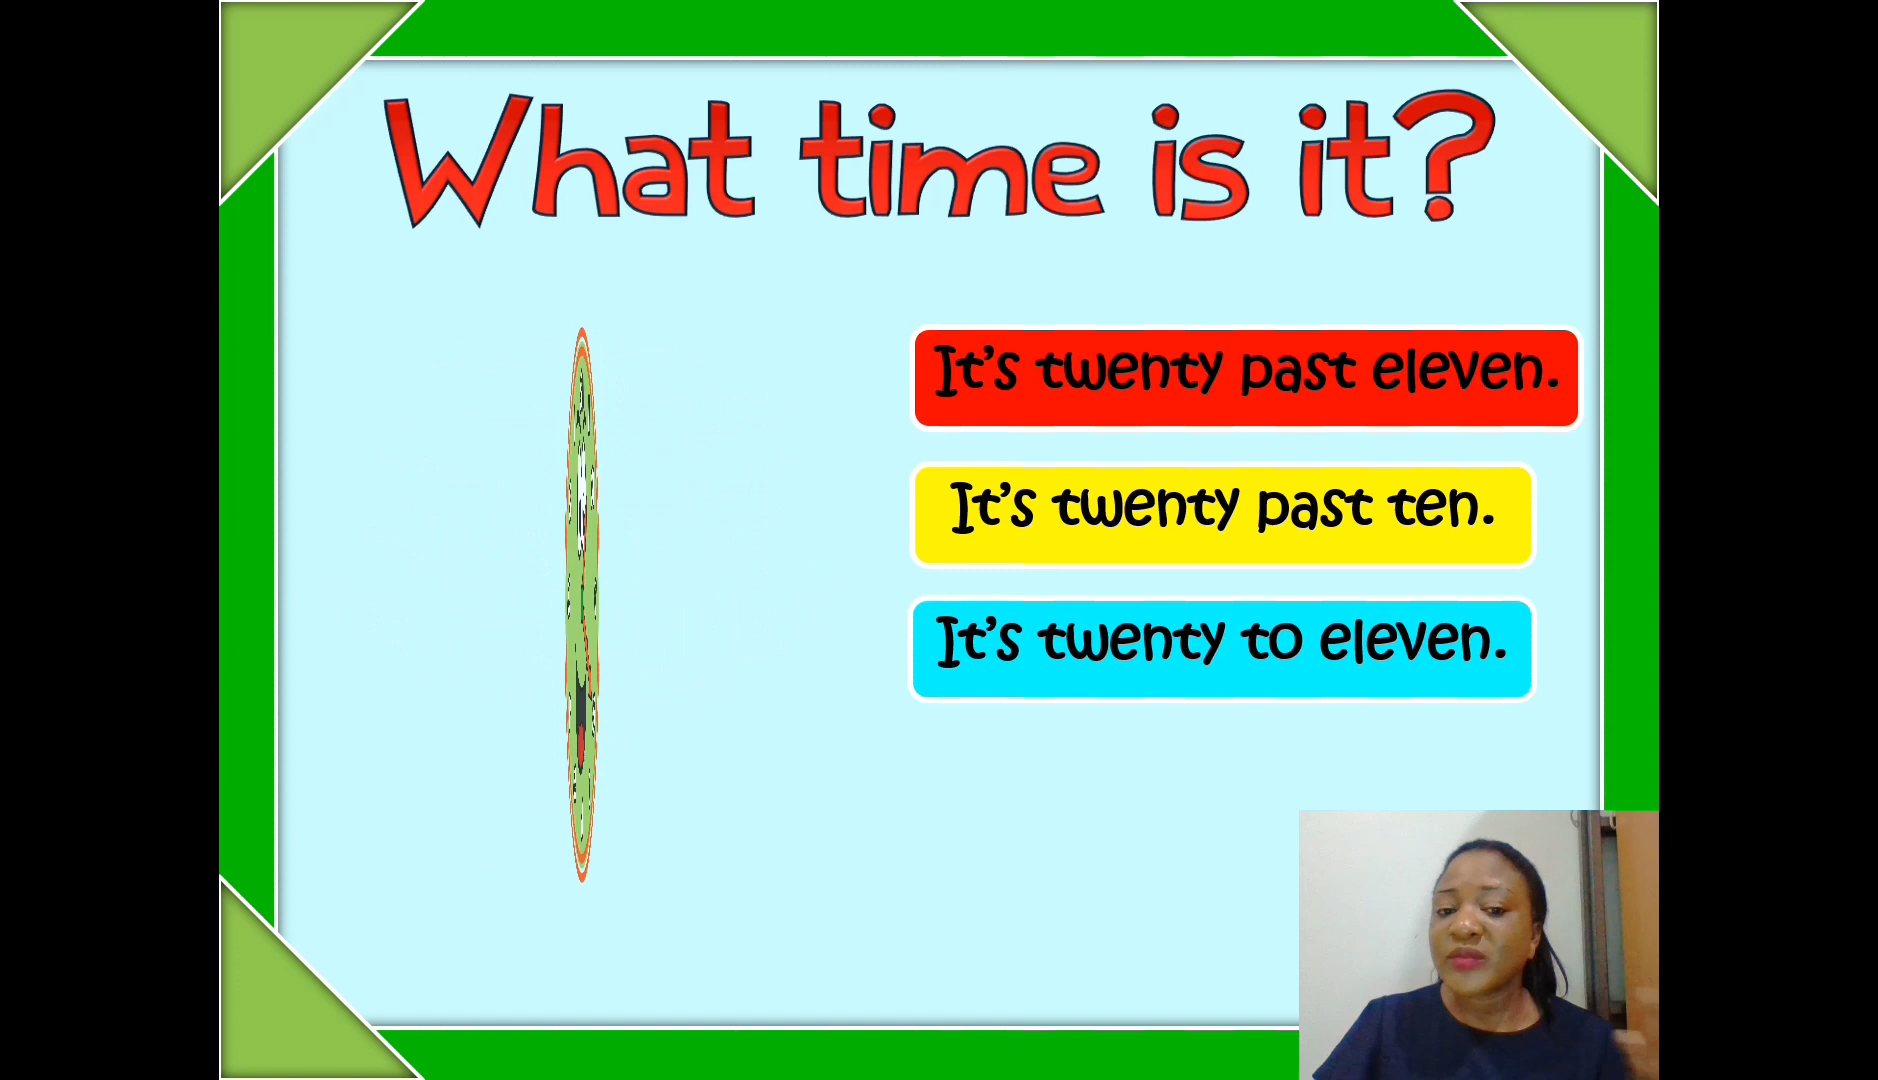 What time is it?
It's twenty past eleven.
It's twenty past ten.
It's twenty to eleven.